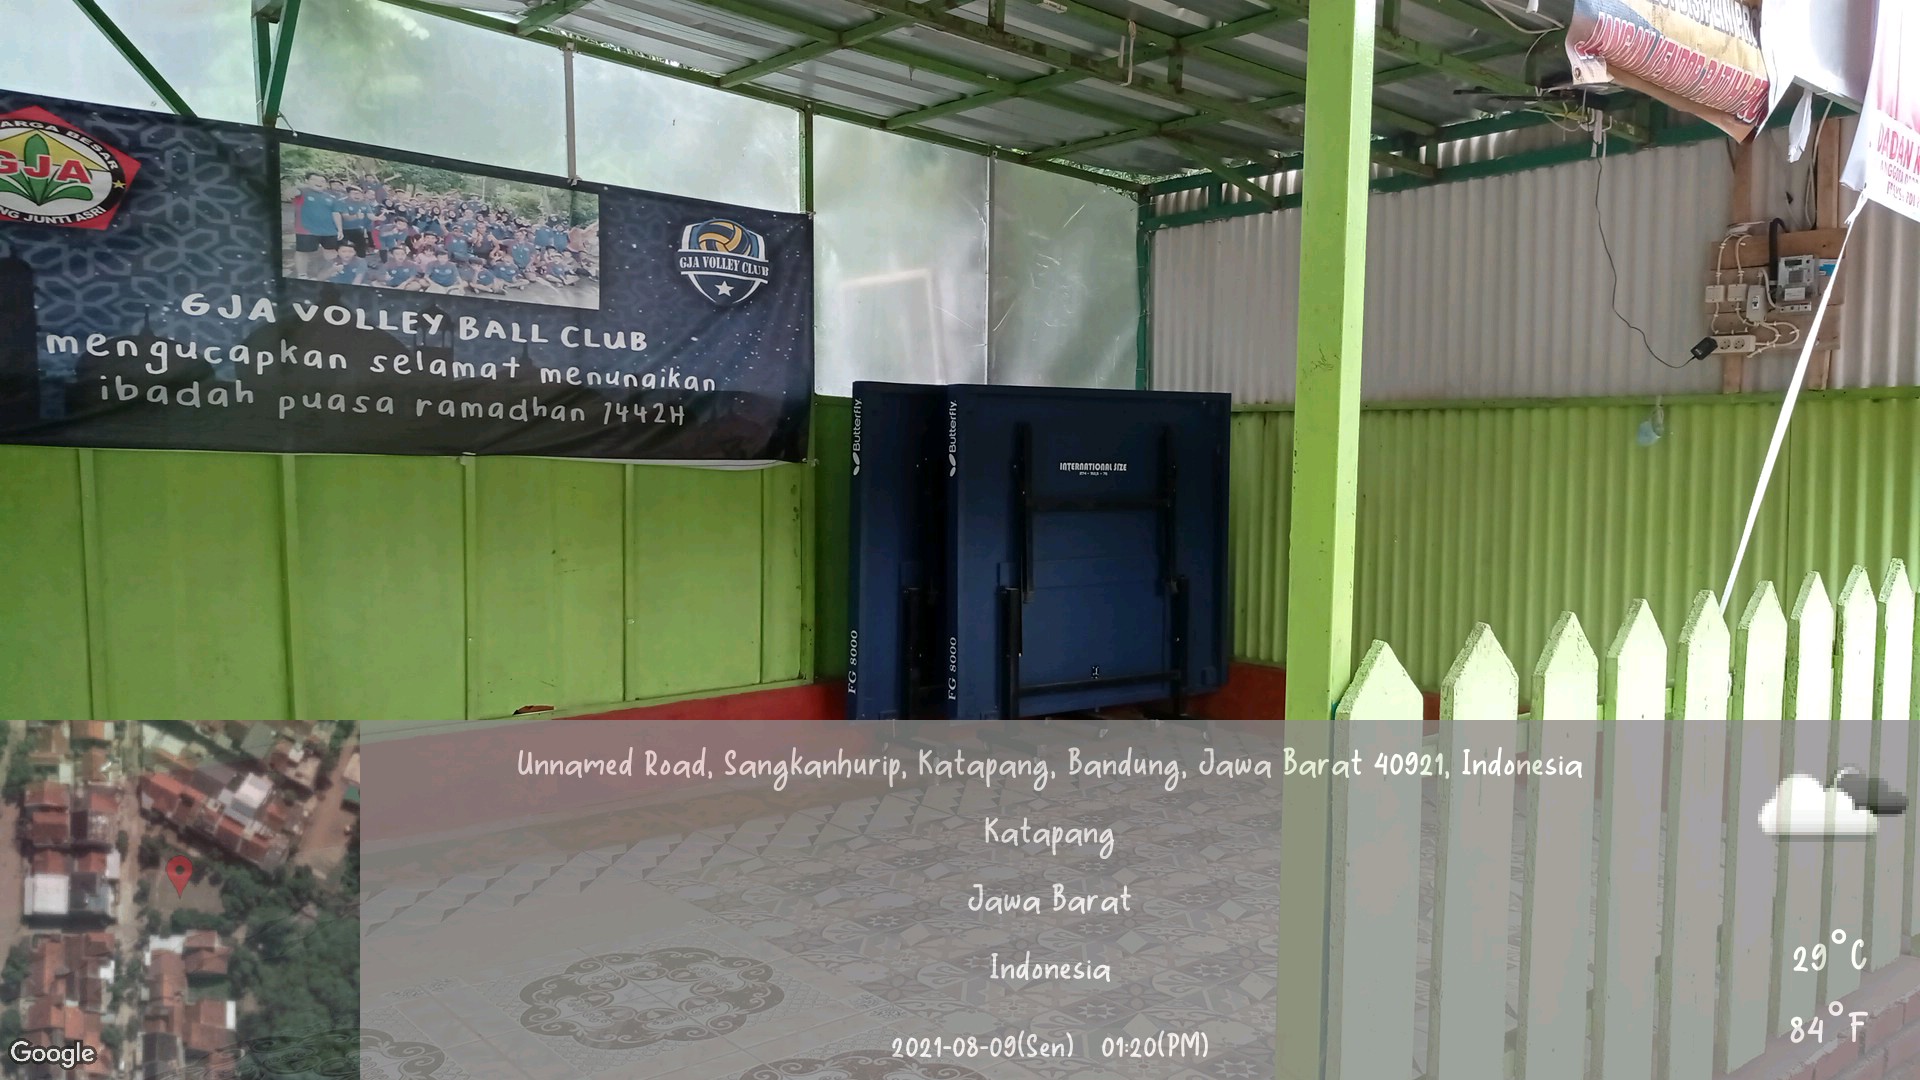 GJA
GJA VOLLEY CLUB
GJA VOLLEY BALL CLUB
mengucapkan selamat menunaikan
ibadah puasa ramadhan 1442H
Butterfly
Butterfly
INTERNATIONAL SIZE
FG 8000
FG 8000
Unnamed Road, Sangkanhurip, Katapang, Bandung, Jawa Barat 40921, Indonesia
Katapang
Jawa Barat
Indonesia
2021-08-09(Sen) 01:20(PM)
29°C
84°F
Google